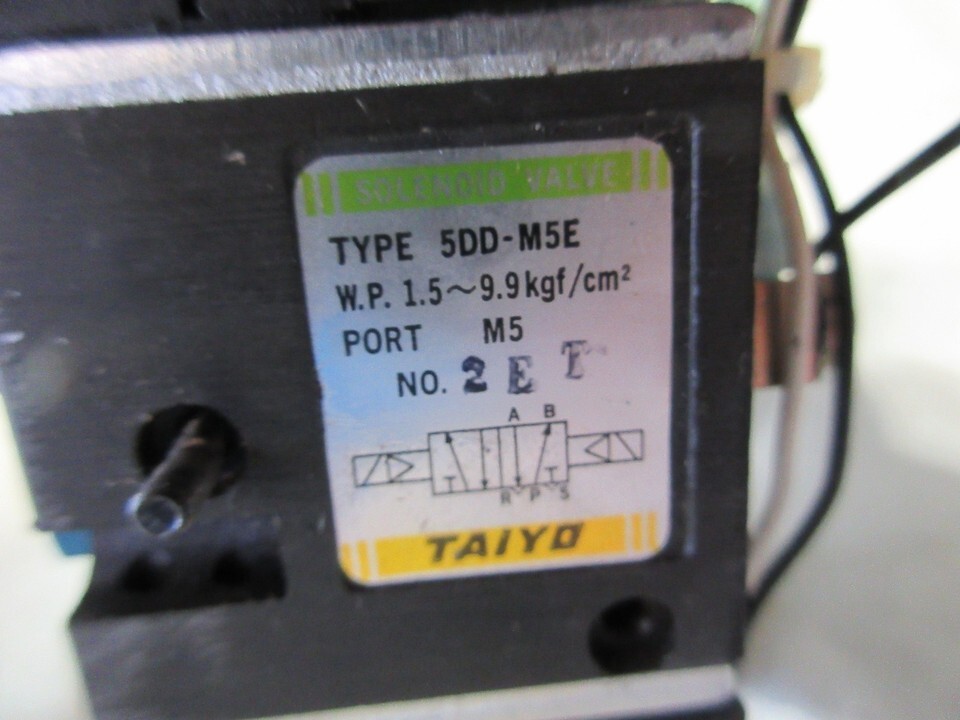 SOLENOID VALVE
TYPE 5DD-M5E
W.P. 1.5~9.9kgf/cm²
PORT M5
NO. 2 E T
A B
R P S
TAIYO